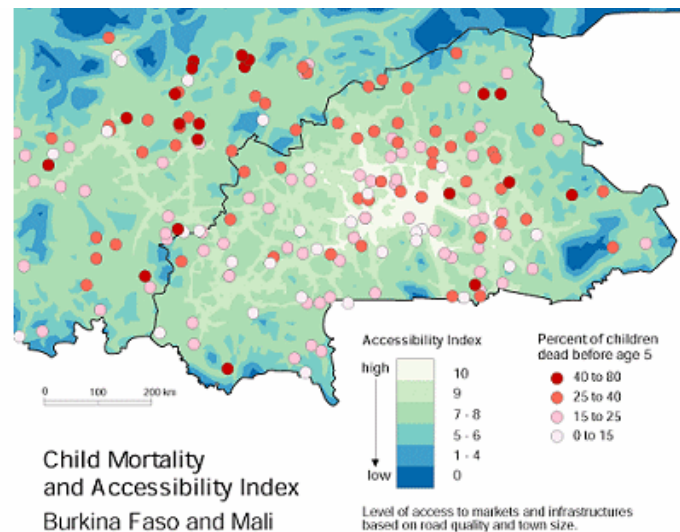 Accessibility Index
high
low
10
9
7 - 8
5 - 6
1 - 4
0
Percent of children
dead before age 5
40 to 80
25 to 40
15 to 25
0 to 15
0 100 200 km
Child Mortality
and Accessibility Index
Burkina Faso and Mali
Level of access to markets and infrastructures
based on road quality and town size.